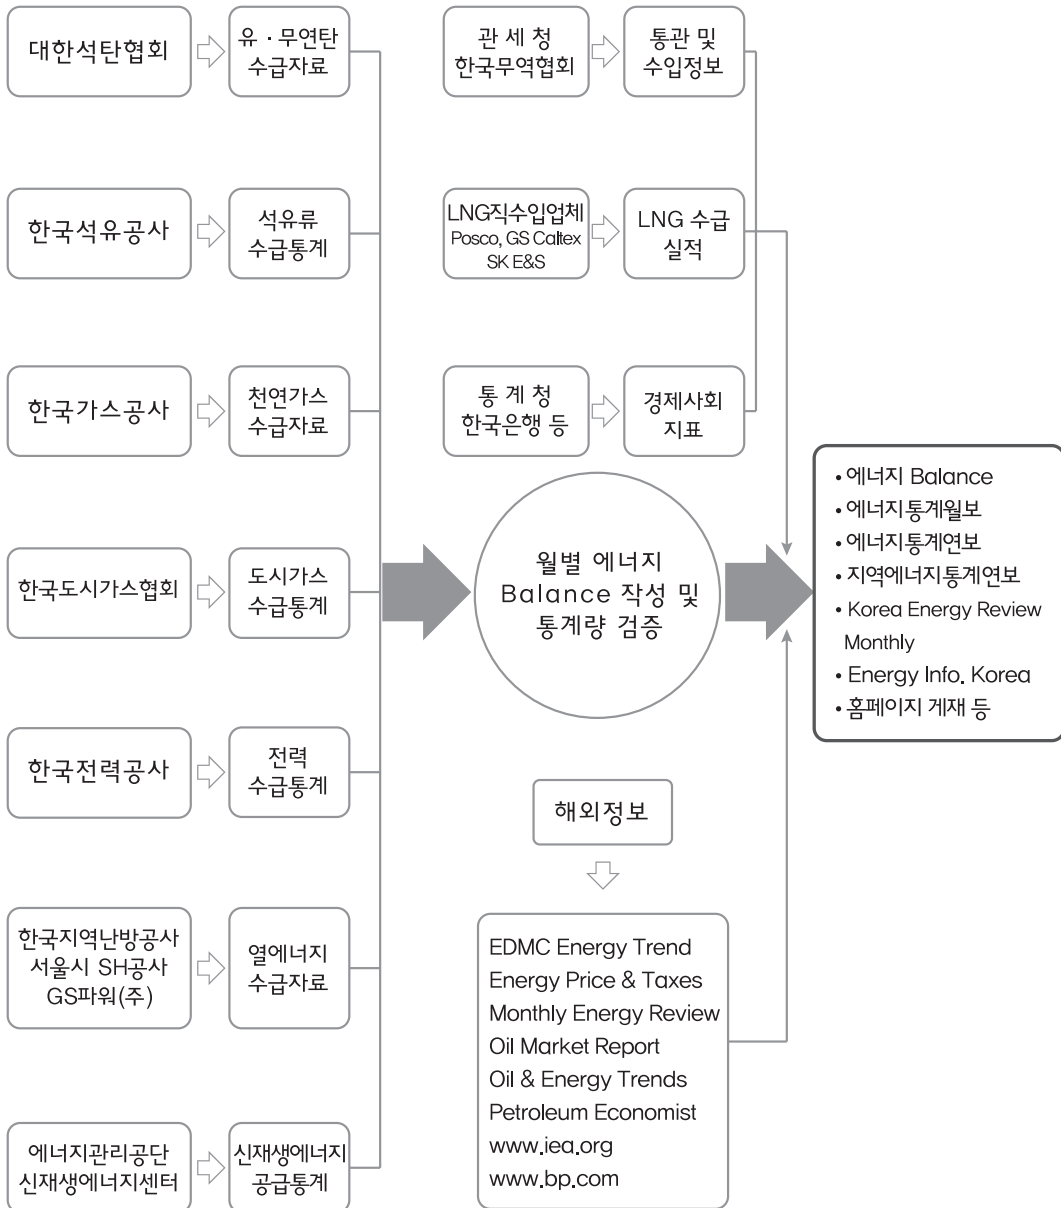 대한석탄협회
유 · 무연탄
수급자료
관 세 청
한국무역협회
통관 및
수입정보
한국석유공사
석유류
수급통계
LNG직수입업체
Posco, GS Caltex
SK E&S
LNG 수급
실적
한국가스공사
천연가스
수급자료
통 계 청
한국은행 등
경제사회
지표
한국도시가스협회
도시가스
수급통계
월별 에너지
Balance 작성 및
통계량 검증
• 에너지 Balance
• 에너지통계월보
• 에너지통계연보
• 지역에너지통계연보
• Korea Energy Review
Monthly
• Energy Info. Korea
• 홈페이지 게재 등
한국전력공사
전력
수급통계
해외정보
한국지역난방공사
서울시 SH공사
GS파워(주)
열에너지
수급자료
EDMC Energy Trend
Energy Price & Taxes
Monthly Energy Review
Oil Market Report
Oil & Energy Trends
Petroleum Economist
www.iea.org
www.bp.com
에너지관리공단
신재생에너지센터
신재생에너지
공급통계